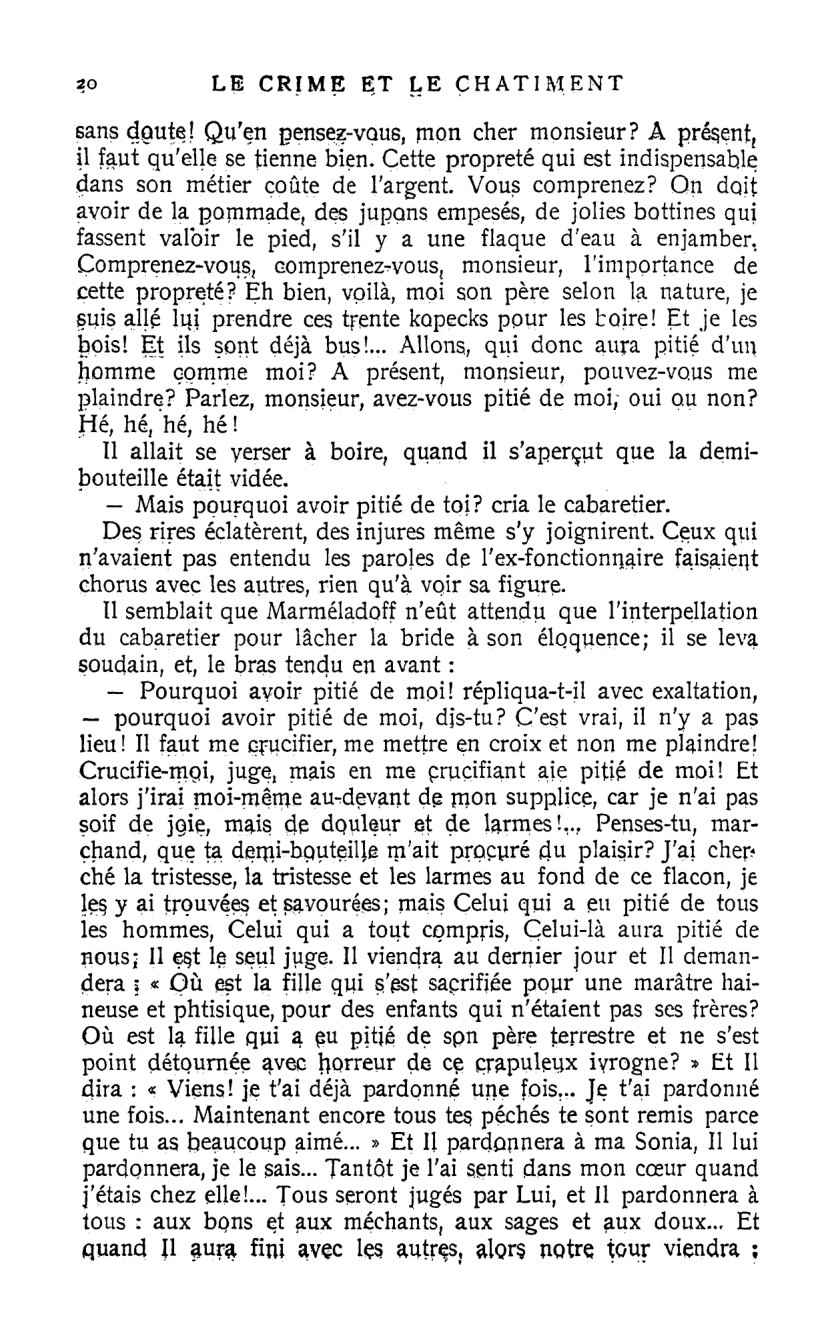 20 LE CRIME ET LE CHATIMENT
sans doute! Qu'en pensez-vous, mon cher monsieur? A présent,
il faut qu'elle se tienne bien. Cette propreté qui est indispensable
dans son métier coûte de l'argent. Vous comprenez? On doit
avoir de la pommade, des jupons empesés, de jolies bottines qui
fassent valoir le pied, s'il y a une flaque d'eau à enjamber.
Comprenez-vous, comprenez-vous, monsieur, l'importance de
cette propreté? Eh bien, voilà, moi son père selon la nature, je
suis allé lui prendre ces trente kopecks pour les boire! Et je les
bois! Et ils sont déjà bus!... Allons, qui donc aura pitié d'un
homme comme moi? A présent, monsieur, pouvez-vous me
plaindre? Parlez, monsieur, avez-vous pitié de moi, oui ou non?
Hé, hé, hé, hé!
Il allait se verser à boire, quand il s'aperçut que la demi-
bouteille était vidée.
— Mais pourquoi avoir pitié de toi? cria le cabaretier.
Des rires éclatèrent, des injures même s'y joignirent. Ceux qui
n'avaient pas entendu les paroles de l'ex-fonctionnaire faisaient
chorus avec les autres, rien qu'à voir sa figure.
Il semblait que Marméladoff n'eût attendu que l'interpellation
du cabaretier pour lâcher la bride à son éloquence; il se leva
soudain, et, le bras tendu en avant :
— Pourquoi avoir pitié de moi! répliqua-t-il avec exaltation,
— pourquoi avoir pitié de moi, dis-tu? C'est vrai, il n'y a pas
lieu! Il faut me crucifier, me mettre en croix et non me plaindre!
Crucifie-moi, juge, mais en me crucifiant aie pitié de moi! Et
alors j'irai moi-même au-devant de mon supplice, car je n'ai pas
soif de joie, mais de douleur et de larmes!... Penses-tu, mar-
chand, que ta demi-bouteille m'ait procuré du plaisir? J'ai cher-
ché la tristesse, la tristesse et les larmes au fond de ce flacon, je
les y ai trouvées et savourées; mais Celui qui a eu pitié de tous
les hommes, Celui qui a tout compris, Celui-là aura pitié de
nous; Il est le seul juge. Il viendra au dernier jour et Il deman-
dera : « Où est la fille qui s'est sacrifiée pour une marâtre hai-
neuse et phtisique, pour des enfants qui n'étaient pas ses frères?
Où est la fille qui a eu pitié de son père terrestre et ne s'est
point détournée avec horreur de ce crapuleux ivrogne? » Et Il
dira : « Viens! je t'ai déjà pardonné une fois... Je t'ai pardonné
une fois... Maintenant encore tous tes péchés te sont remis parce
que tu as beaucoup aimé... » Et Il pardonnera à ma Sonia, Il lui
pardonnera, je le sais... Tantôt je l'ai senti dans mon cœur quand
j'étais chez elle!... Tous seront jugés par Lui, et Il pardonnera à
tous : aux bons et aux méchants, aux sages et aux doux... Et
quand Il aura fini avec les autres, alors notre tour viendra :